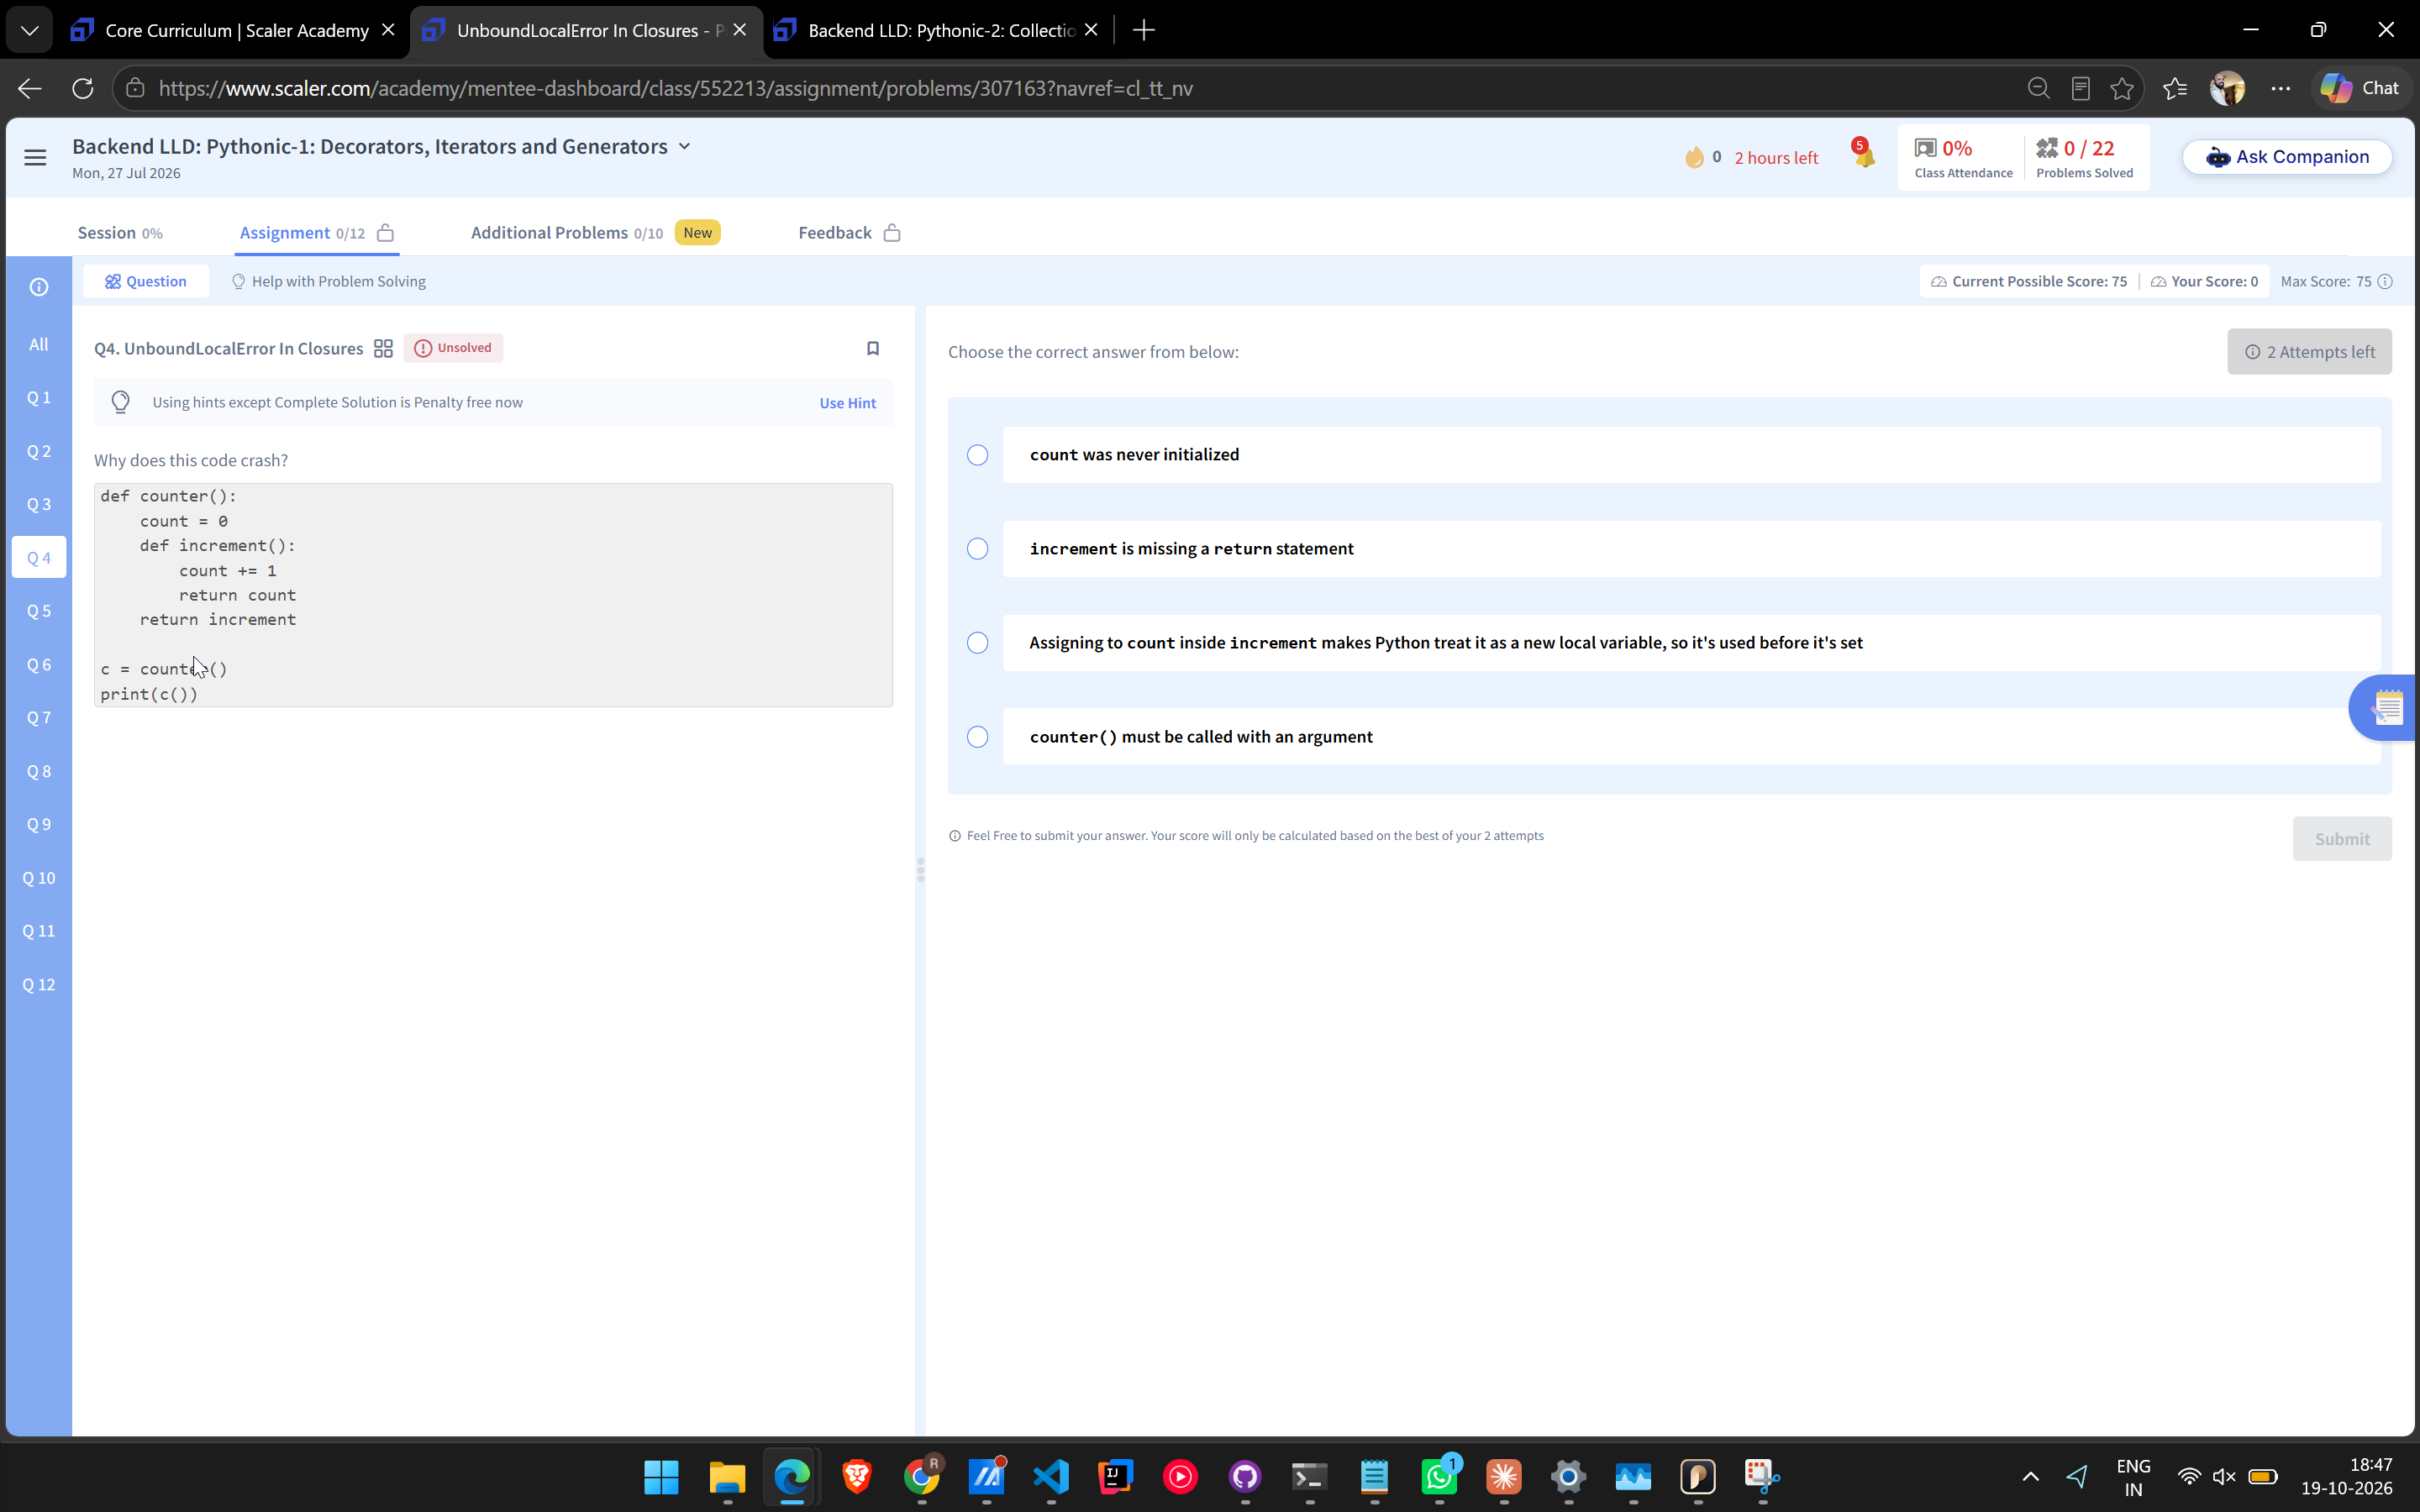 Core Curriculum | Scaler Academy
UnboundLocalError In Closures - P
Backend LLD: Pythonic-2: Collectio
https://www.scaler.com/academy/mentee-dashboard/class/552213/assignment/problems/307163?navref=cl_tt_nv
Chat
Backend LLD: Pythonic-1: Decorators, Iterators and Generators
Mon, 27 Jul 2026
0 2 hours left
5
0%
Class Attendance
0 / 22
Problems Solved
Ask Companion
Session 0%
Assignment 0/12
Additional Problems 0/10 New
Feedback
Question
Help with Problem Solving
Current Possible Score: 75
Your Score: 0
Max Score: 75
All
Q 1
Q 2
Q 3
Q 4
Q 5
Q 6
Q 7
Q 8
Q 9
Q 10
Q 11
Q 12
Q4. UnboundLocalError In Closures
Unsolved
Using hints except Complete Solution is Penalty free now
Use Hint
Why does this code crash?
def counter():
    count = 0
    def increment():
        count += 1
        return count
    return increment
c = counter()
print(c())
Choose the correct answer from below:
2 Attempts left
count was never initialized
increment is missing a return statement
Assigning to count inside increment makes Python treat it as a new local variable, so it's used before it's set
counter() must be called with an argument
Feel Free to submit your answer. Your score will only be calculated based on the best of your 2 attempts
Submit
R
IJ
1
ENG
IN
18:47
19-10-2026